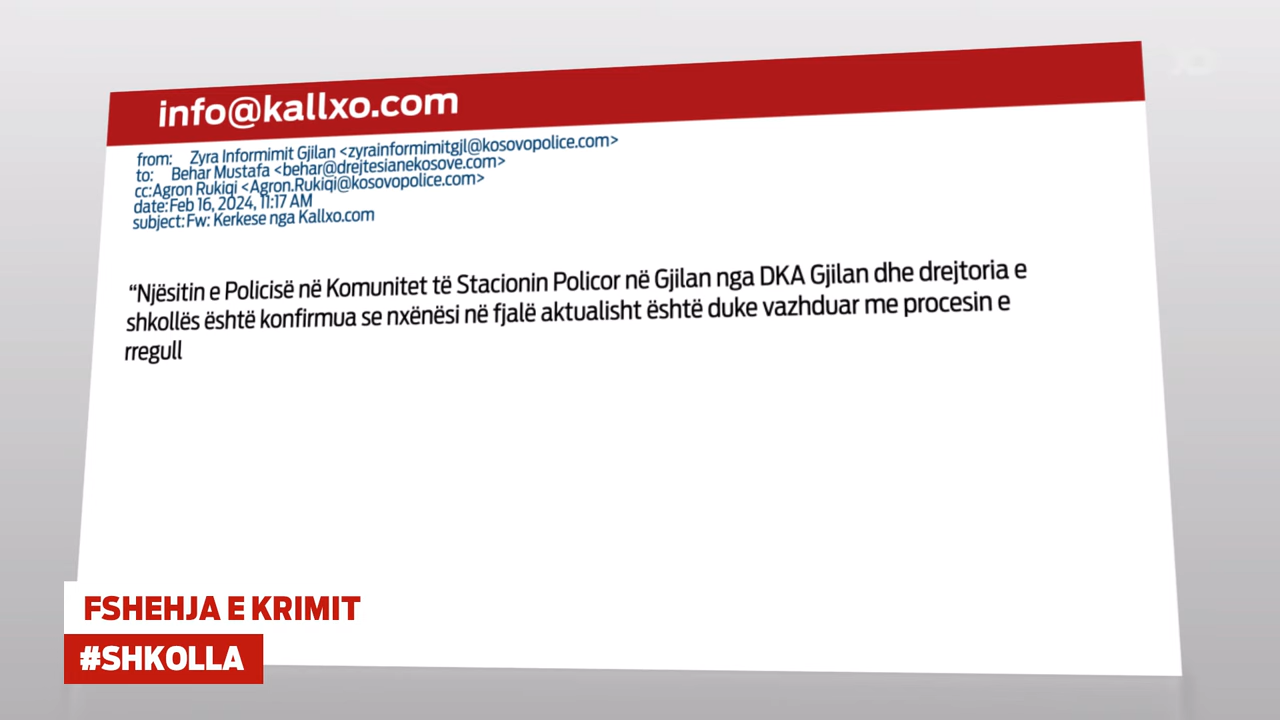 info@kallxo.com
from: Zyra Informimit Gjilan <zyrainformimitgjl@kosovopolice.com>
to: Behar Mustafa <behar@drejtesianekosove.com>
cc:Agron Rukiqi <Agron.Rukiqi@kosovopolice.com>
date:Feb 16, 2024, 11:17 AM
subject:Fw: Kerkese nga Kallxo.com
“Njësitin e Policisë në Komunitet të Stacionin Policor në Gjilan nga DKA Gjilan dhe drejtoria e
shkollës është konfirmua se nxënësi në fjalë aktualisht është duke vazhduar me procesin e
rregull
FSHEHJA E KRIMIT
#SHKOLLA